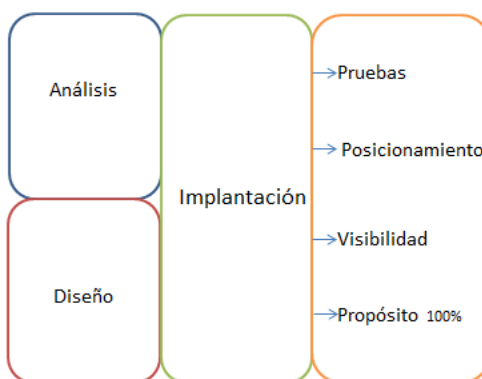 Análisis
Diseño
Implantación
Pruebas
Posicionamiento
Visibilidad
Propósito 100%